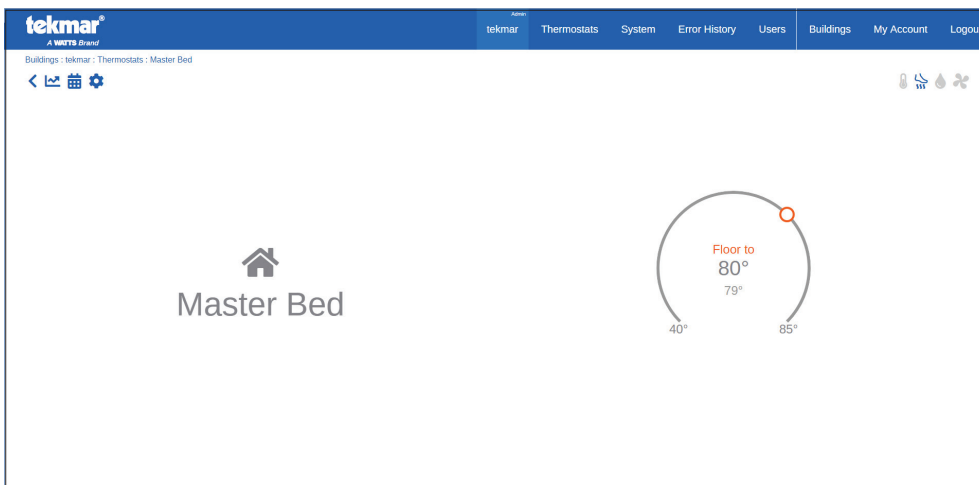 tekmar®
A WATTS Brand
Admin
tekmar Thermostats System Error History Users Buildings My Account Logou
Buildings : tekmar : Thermostats : Master Bed
Master Bed
Floor to
80°
79°
40° 85°